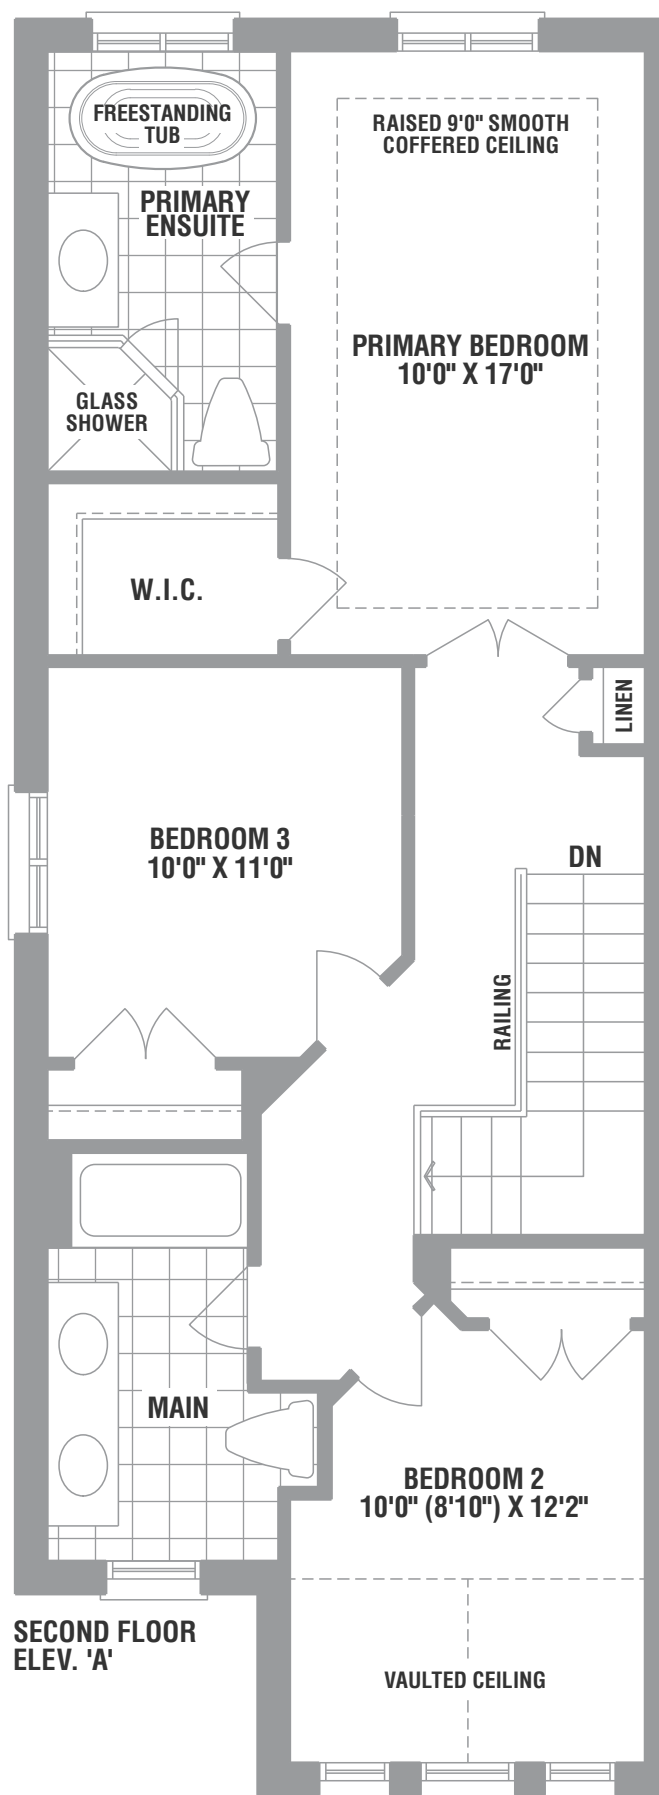 FREESTANDING
TUB
RAISED 9'0" SMOOTH
COFFERED CEILING
PRIMARY
ENSUITE
PRIMARY BEDROOM
10'0" X 17'0"
GLASS
SHOWER
W.I.C.
LINEN
BEDROOM 3
10'0" X 11'0"
DN
RAILING
MAIN
BEDROOM 2
10'0" (8'10") X 12'2"
SECOND FLOOR
ELEV. 'A'
VAULTED CEILING